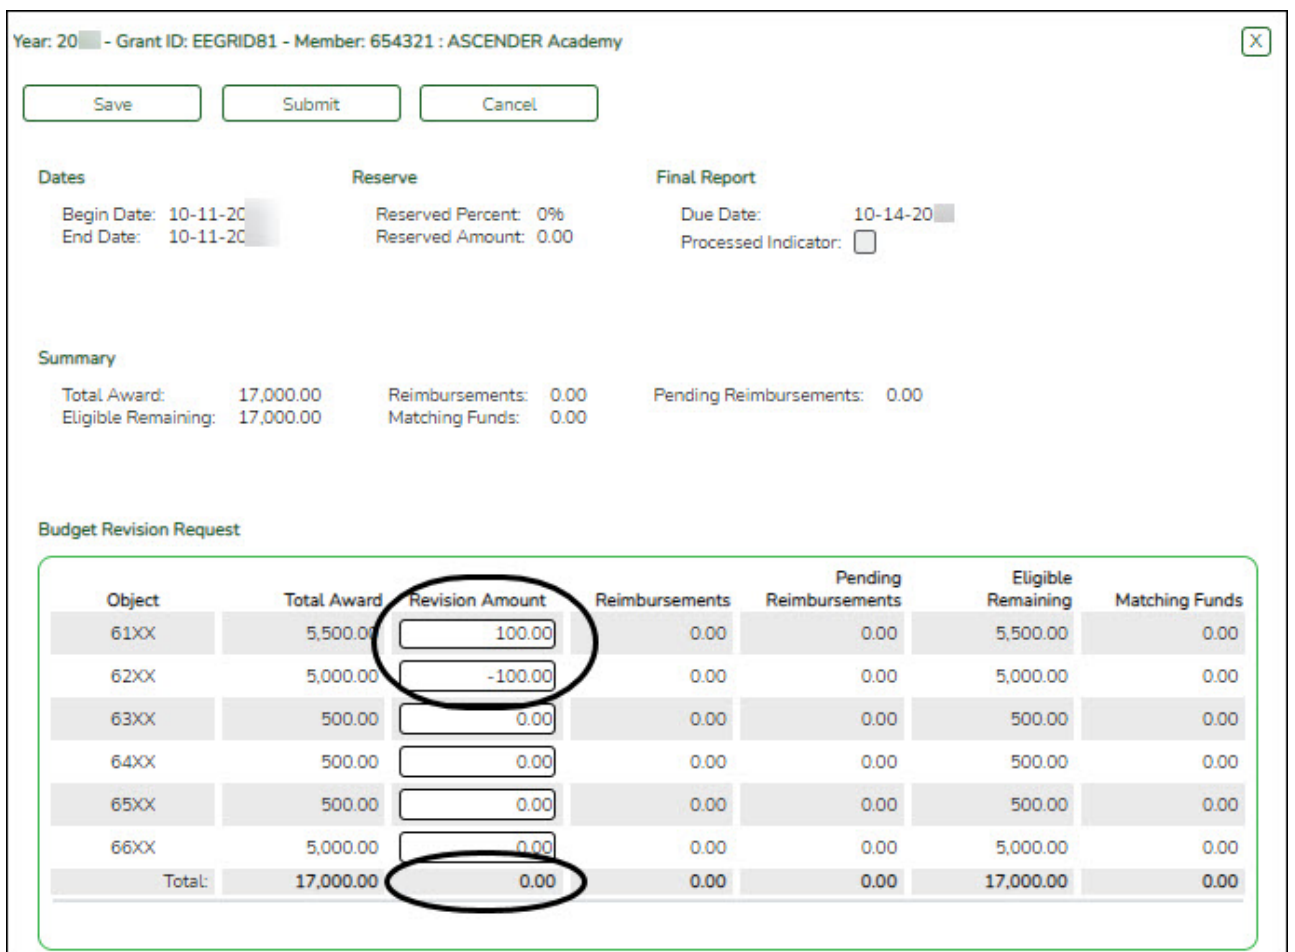 Year: 20 - Grant ID: EEGRID81 - Member: 654321 : ASCENDER Academy X
Save Submit Cancel
Dates Reserve Final Report
Begin Date: 10-11-20 Reserved Percent: 0% Due Date: 10-14-20
End Date: 10-11-20 Reserved Amount: 0.00 Processed Indicator:
Summary
Total Award: 17,000.00 Reimbursements: 0.00 Pending Reimbursements: 0.00
Eligible Remaining: 17,000.00 Matching Funds: 0.00
Budget Revision Request
Object Total Award Revision Amount Reimbursements Pending Reimbursements Eligible Remaining Matching Funds
61XX 5,500.00 100.00 0.00 0.00 5,500.00 0.00
62XX 5,000.00 -100.00 0.00 0.00 5,000.00 0.00
63XX 500.00 0.00 0.00 0.00 500.00 0.00
64XX 500.00 0.00 0.00 0.00 500.00 0.00
65XX 500.00 0.00 0.00 0.00 500.00 0.00
66XX 5,000.00 0.00 0.00 0.00 5,000.00 0.00
Total: 17,000.00 0.00 0.00 0.00 17,000.00 0.00